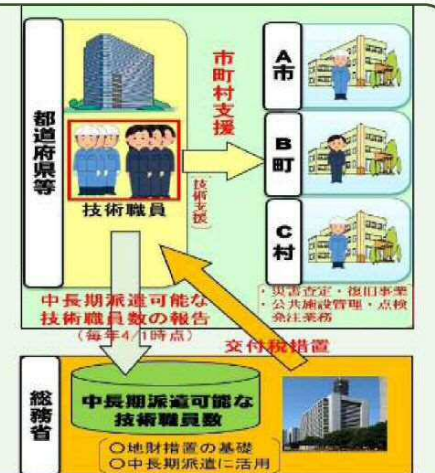 都道府県等
技術職員
市町村支援
(技術支援)
A市
B町
C村
・災害査定・復旧事業
・公共施設管理・点検
発注業務
中長期派遣可能な
技術職員数の報告
(毎年4/1時点)
交付税措置
総務省
中長期派遣可能な
技術職員数
○地財措置の基礎
○中長期派遣に活用